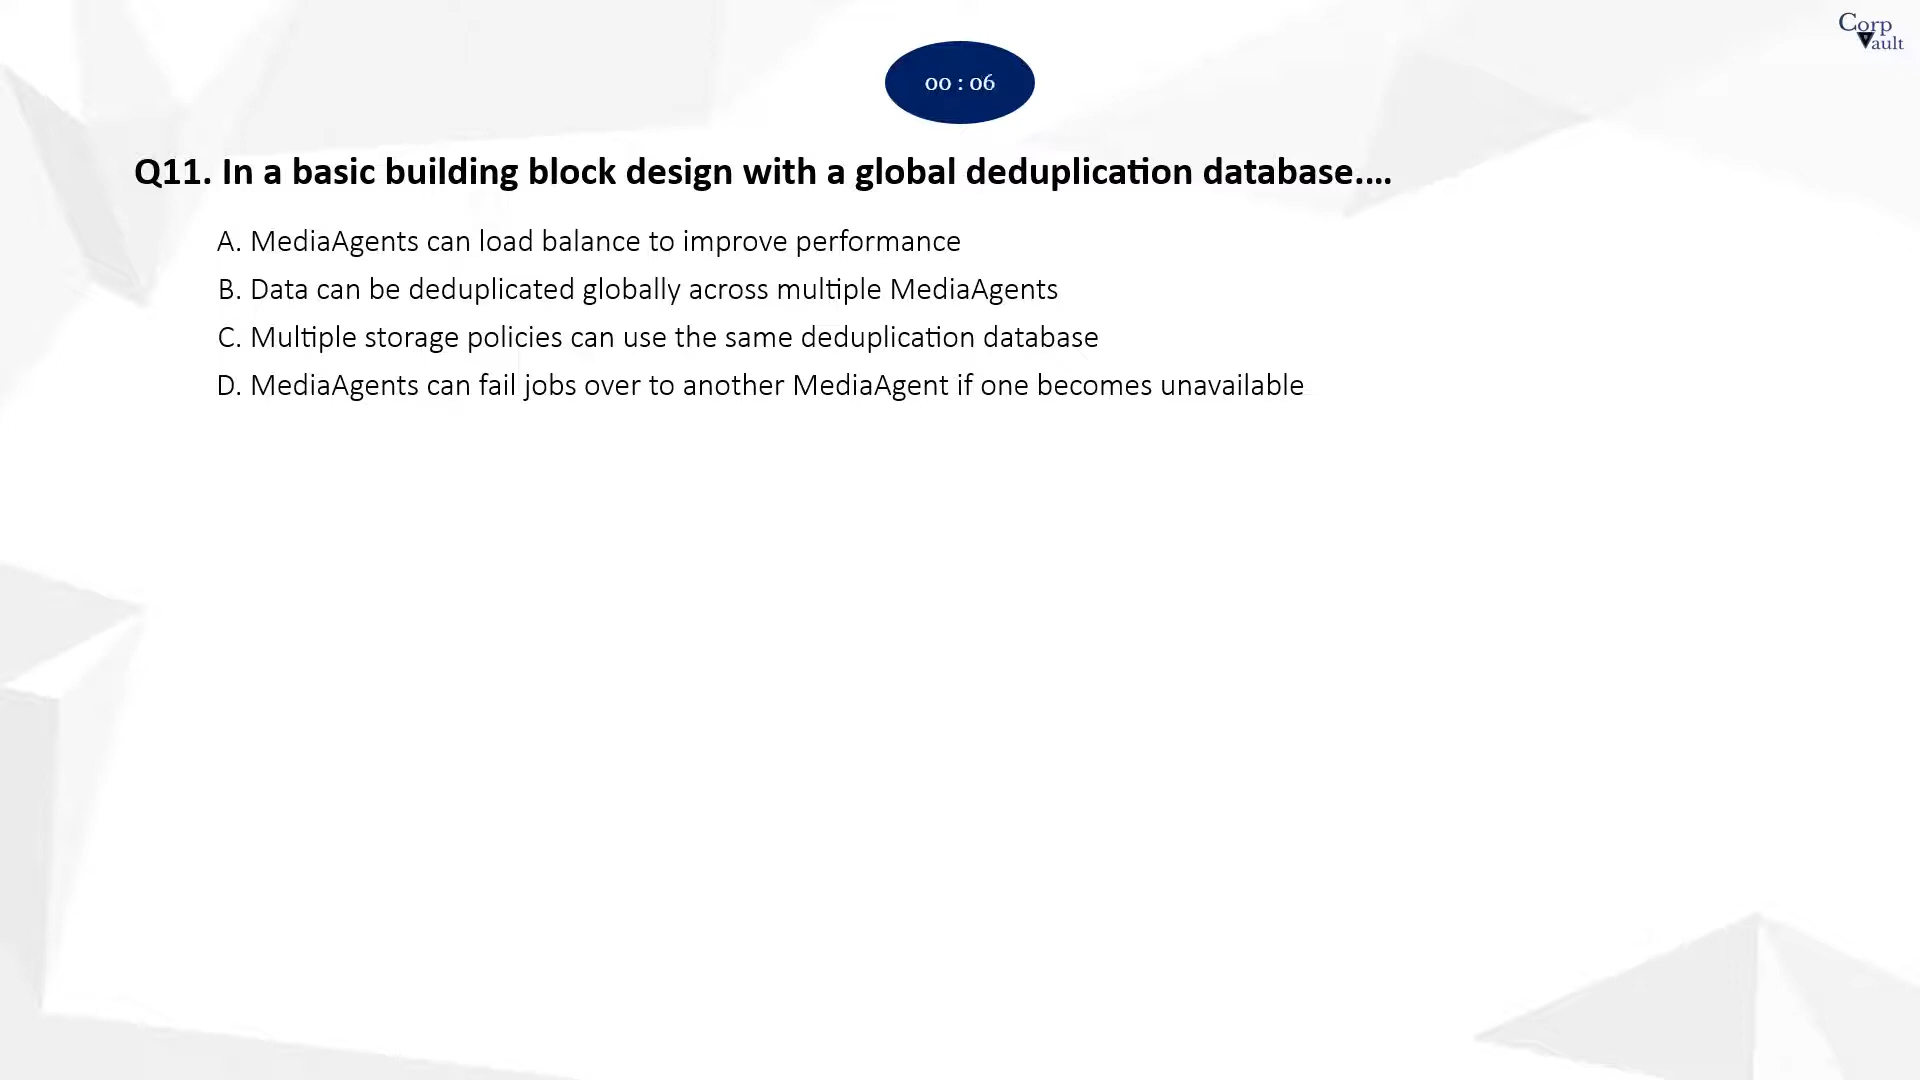 Corp
Vault
00 : 06
Q11. In a basic building block design with a global deduplication database....
A. MediaAgents can load balance to improve performance
B. Data can be deduplicated globally across multiple MediaAgents
C. Multiple storage policies can use the same deduplication database
D. MediaAgents can fail jobs over to another MediaAgent if one becomes unavailable